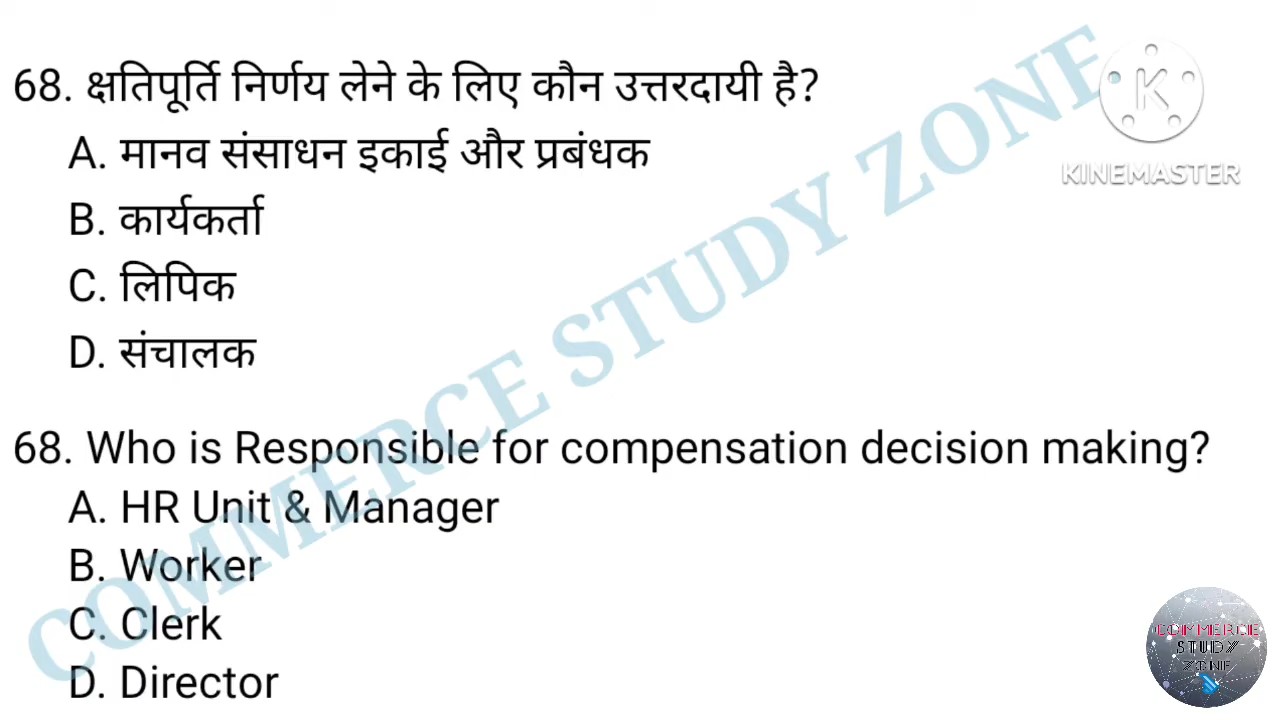 68. क्षतिपूर्ति निर्णय लेने के लिए कौन उत्तरदायी है?
A. मानव संसाधन इकाई और प्रबंधक
B. कार्यकर्ता
C. लिपिक
D. संचालक
68. Who is Responsible for compensation decision making?
A. HR Unit & Manager
B. Worker
C. Clerk
D. Director
COMMERCE STUDY ZONE
K
KINEMASTER
COMMERCE
STUDY
ZONE